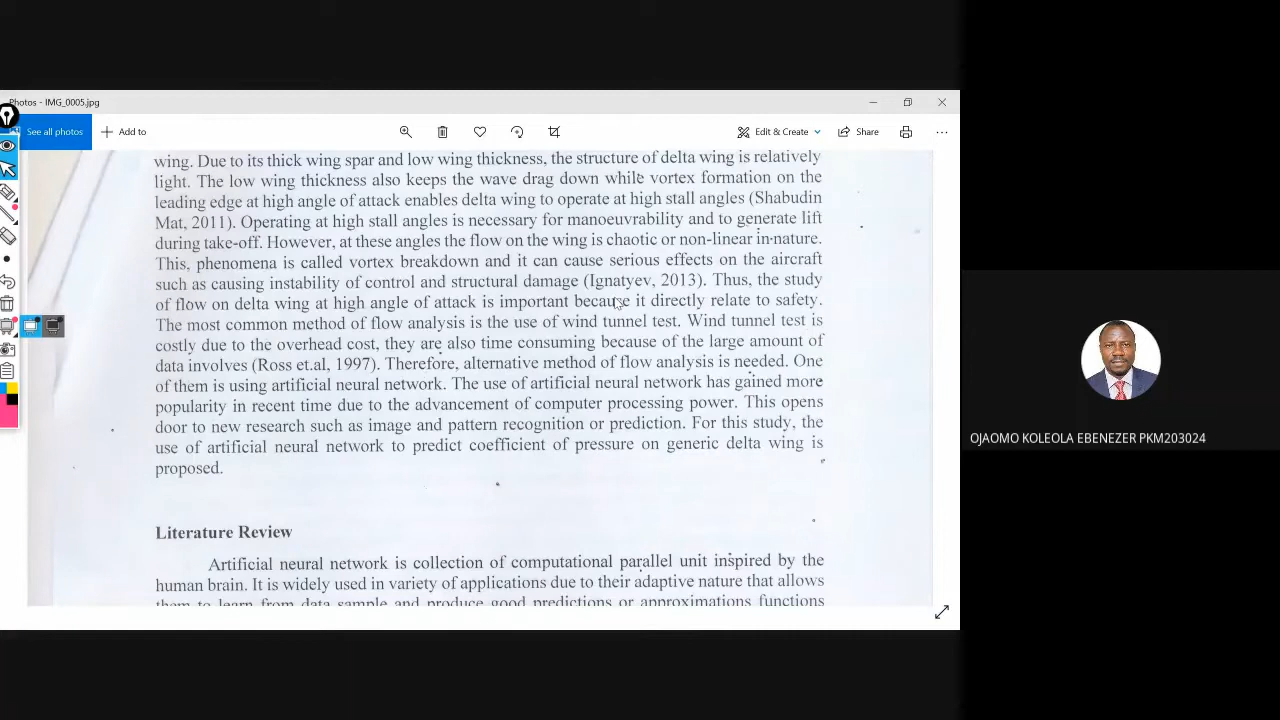 Photos - IMG_0005.jpg
See all photos
Add to
Edit & Create
Share
wing. Due to its thick wing spar and low wing thickness, the structure of delta wing is relatively
light. The low wing thickness also keeps the wave drag down while vortex formation on the
leading edge at high angle of attack enables delta wing to operate at high stall angles (Shabudin
Mat, 2011). Operating at high stall angles is necessary for manoeuvrability and to generate lift
during take-off. However, at these angles the flow on the wing is chaotic or non-linear in nature.
This, phenomena is called vortex breakdown and it can cause serious effects on the aircraft
such as causing instability of control and structural damage (Ignatyev, 2013). Thus, the study
of flow on delta wing at high angle of attack is important because it directly relate to safety.
The most common method of flow analysis is the use of wind tunnel test. Wind tunnel test is
costly due to the overhead cost, they are also time consuming because of the large amount of
data involves (Ross et.al, 1997). Therefore, alternative method of flow analysis is needed. One
of them is using artificial neural network. The use of artificial neural network has gained more
popularity in recent time due to the advancement of computer processing power. This opens
door to new research such as image and pattern recognition or prediction. For this study, the
use of artificial neural network to predict coefficient of pressure on generic delta wing is
proposed.
Literature Review
Artificial neural network is collection of computational parallel unit inspired by the
human brain. It is widely used in variety of applications due to their adaptive nature that allows
them to learn from data sample and produce good predictions or approximations functions
OJAOMO KOLEOLA EBENEZER PKM203024